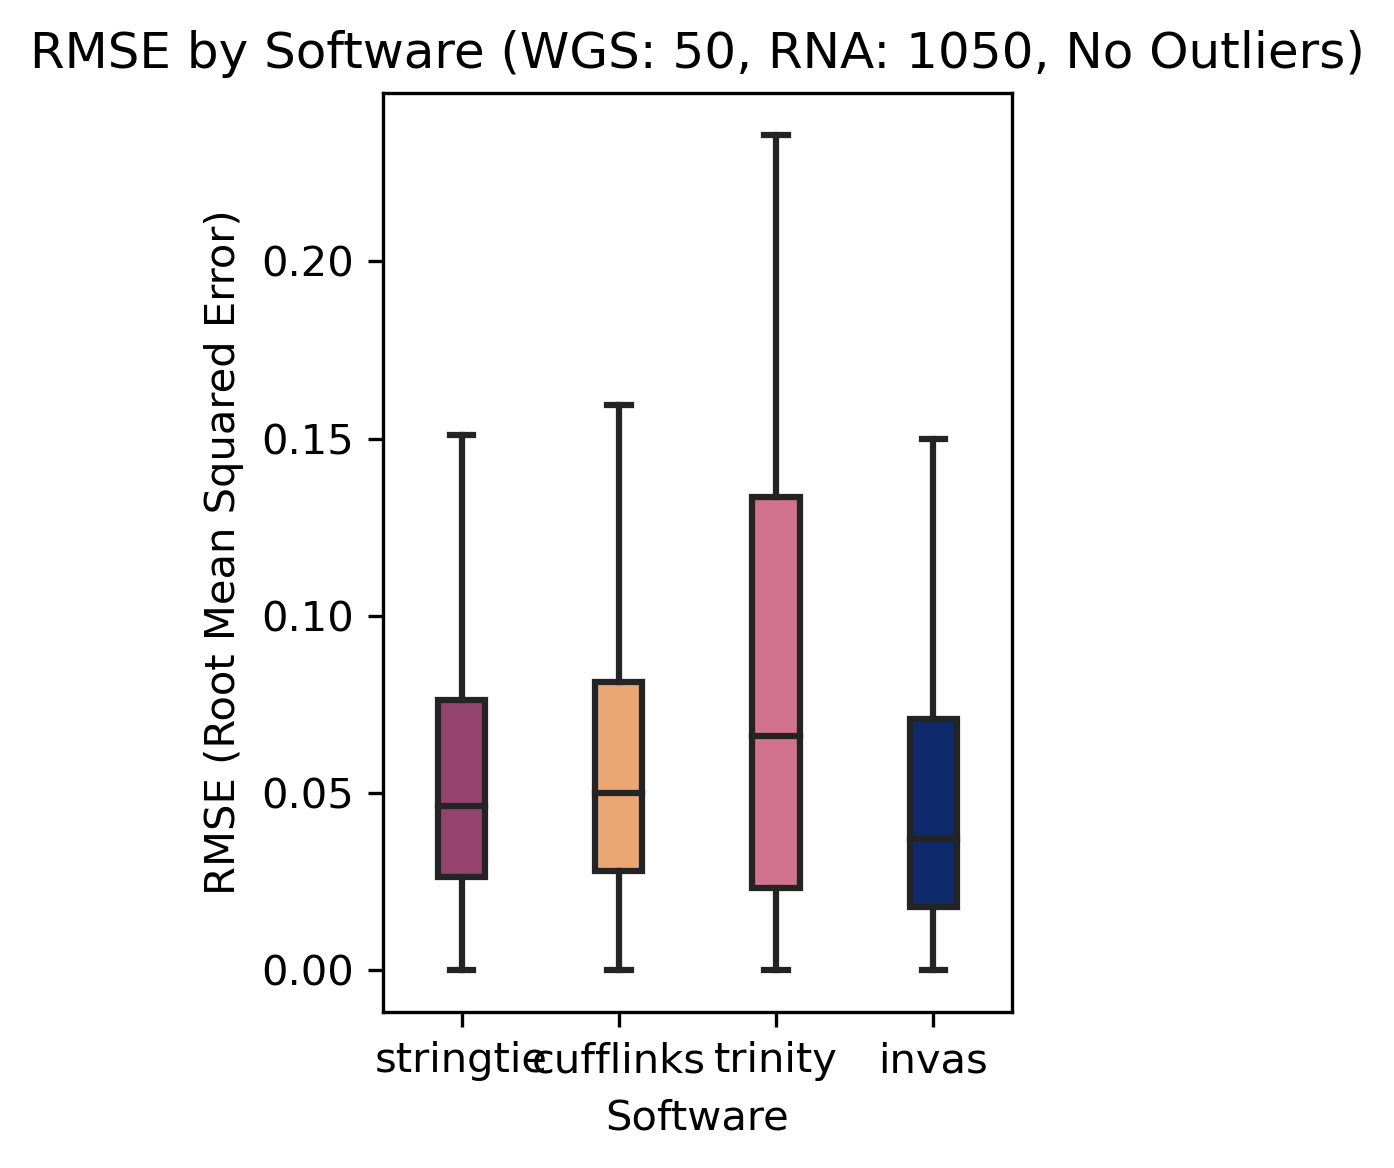 RMSE by Software (WGS: 50, RNA: 1050, No Outliers)
RMSE (Root Mean Squared Error)
0.20
0.15
0.10
0.05
0.00
stringtie cufflinks trinity invas
Software